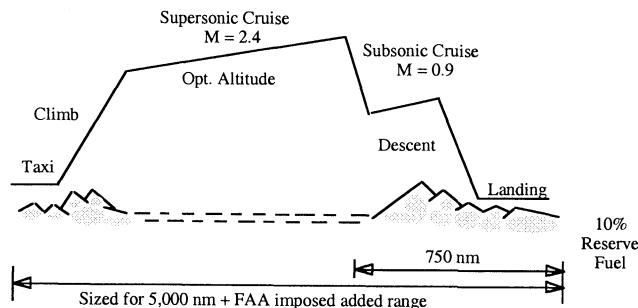 Supersonic Cruise
M = 2.4
Subsonic Cruise
M = 0.9
Opt. Altitude
Climb
Descent
Taxi
Landing
10%
Reserve
Fuel
750 nm
Sized for 5,000 nm + FAA imposed added range